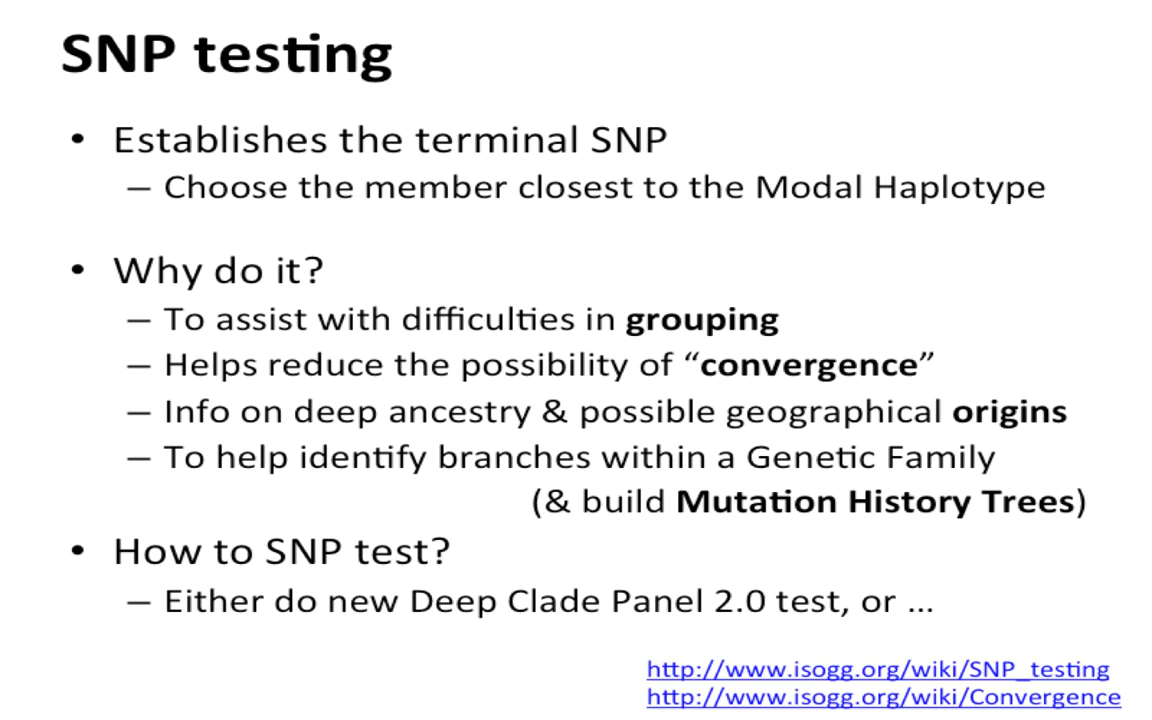 SNP testing
• Establishes the terminal SNP
– Choose the member closest to the Modal Haplotype
• Why do it?
– To assist with difficulties in grouping
– Helps reduce the possibility of “convergence”
– Info on deep ancestry & possible geographical origins
– To help identify branches within a Genetic Family
(& build Mutation History Trees)
• How to SNP test?
– Either do new Deep Clade Panel 2.0 test, or ...
http://www.isogg.org/wiki/SNP_testing
http://www.isogg.org/wiki/Convergence